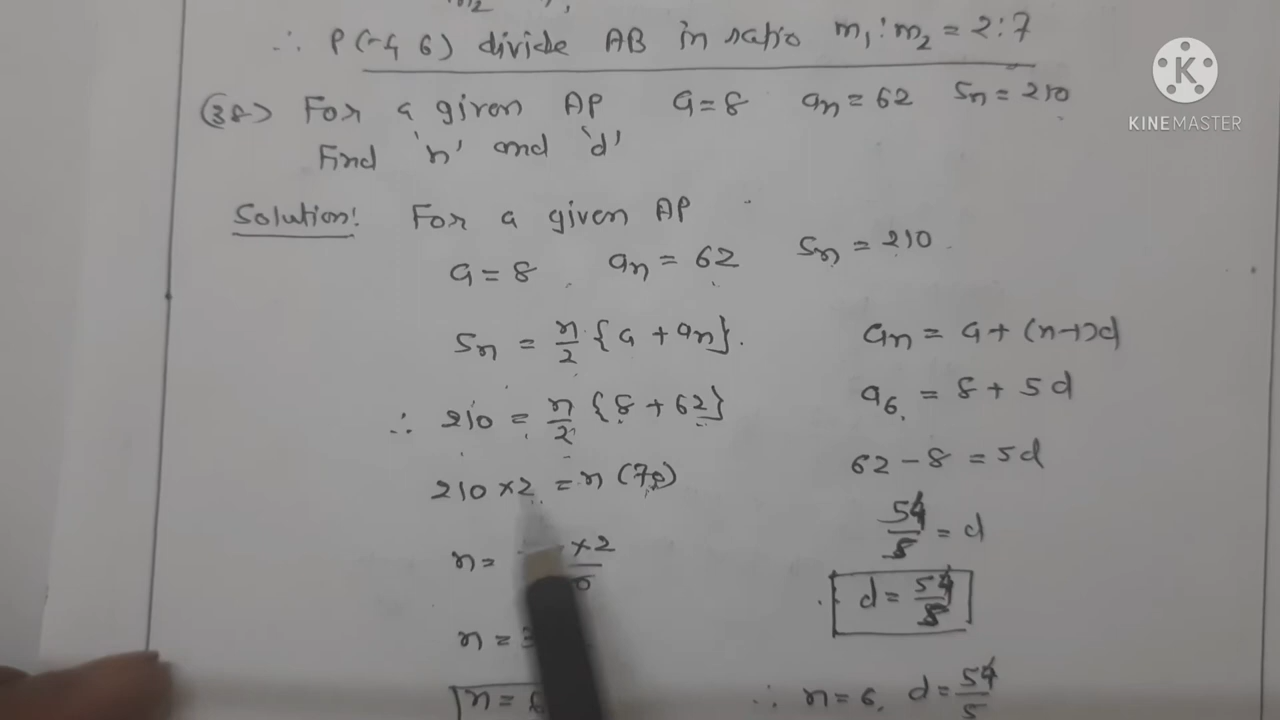 ∴ P(-4 6) divide AB in ratio m₁:m₂ = 2:7
(38) For a given AP a=8 an=62 Sn=210
Find 'n' and 'd'
Solution: For a given AP
a=8 an=62 Sn=210
Sn = n/2 {a + an}.
∴ 210 = n/2 {8 + 62}
210 × 2 = n (70)
n = ×2
n = 3
n =
an = a + (n-1)d
a6 = 8 + 5d
62 - 8 = 5d
54/5 = d
d = 54/5
∴ n=6, d=54/5
K
KINEMASTER